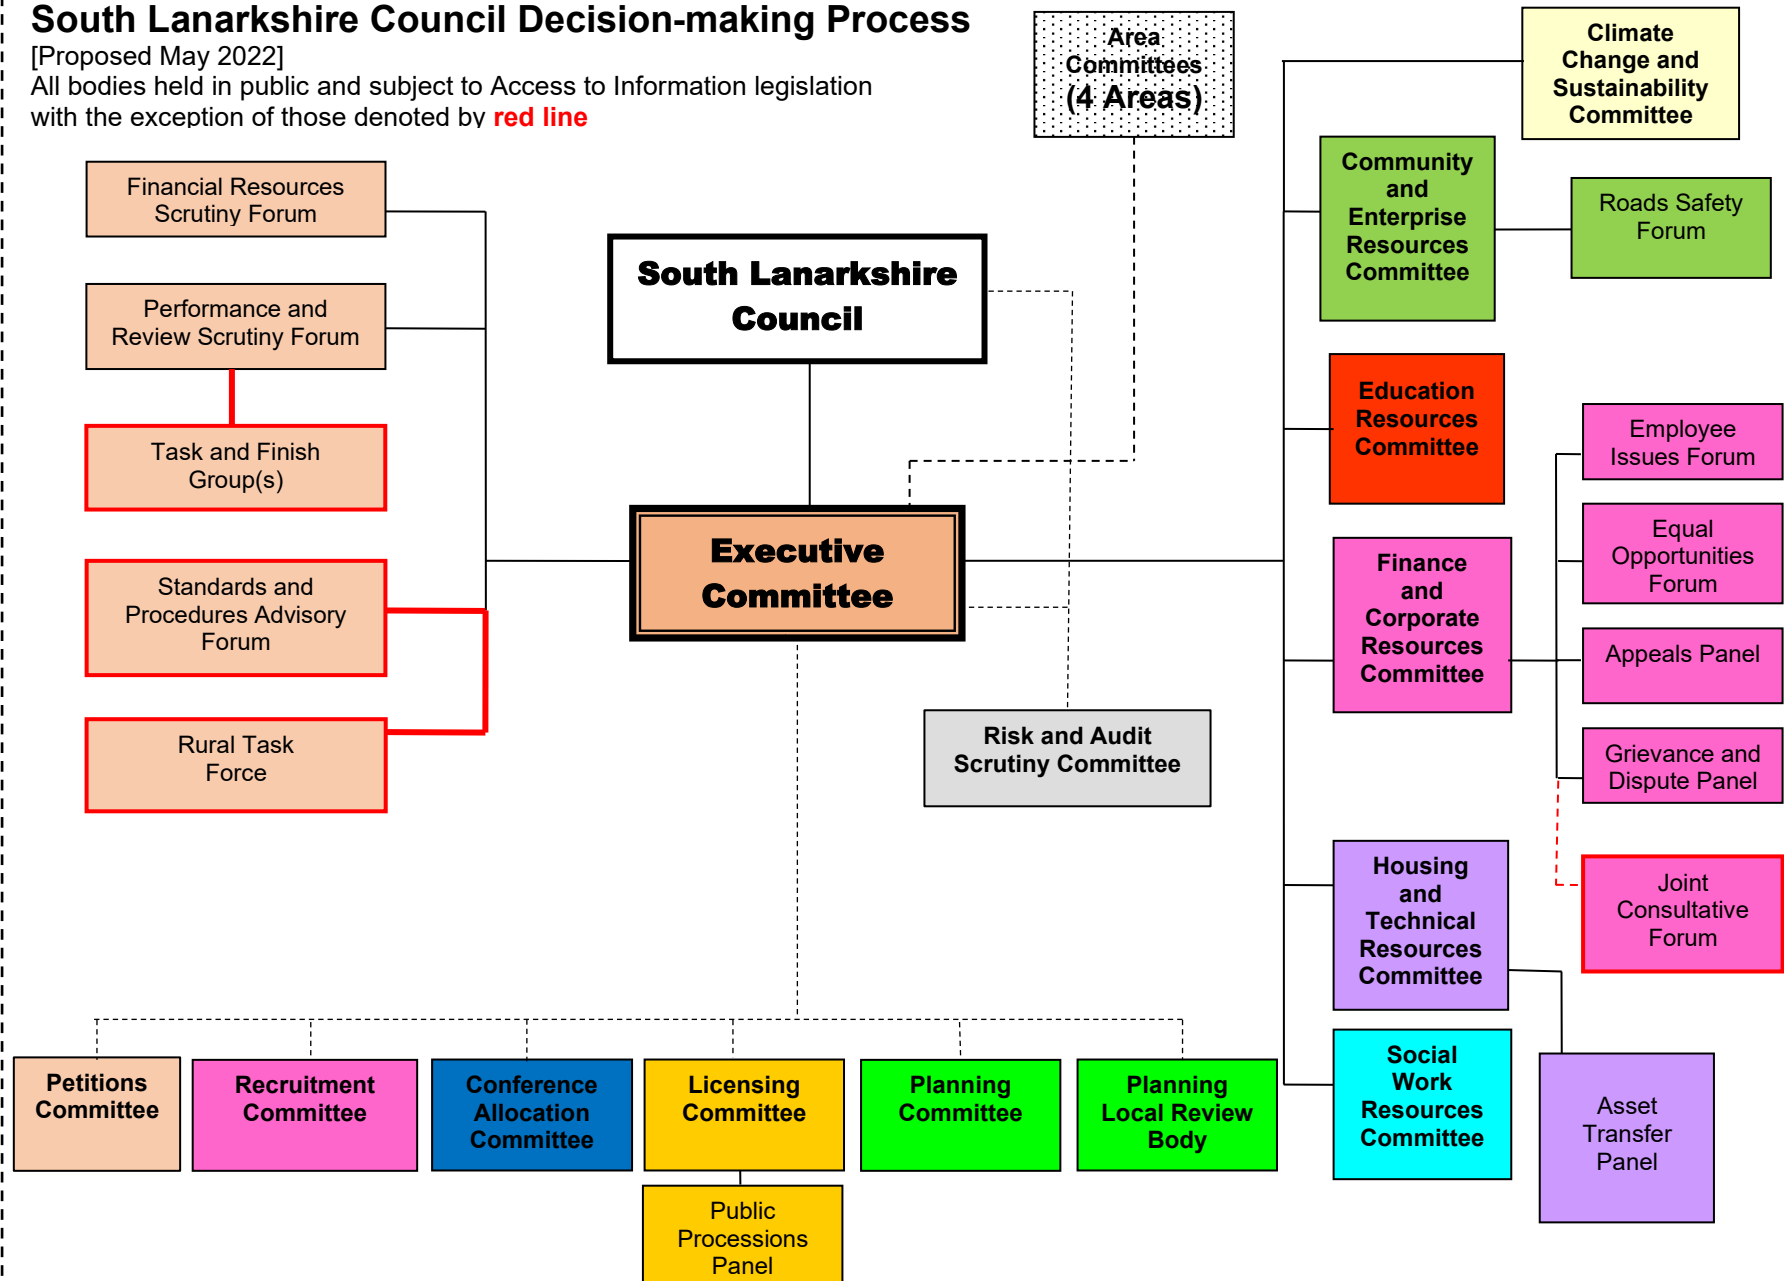 South Lanarkshire Council Decision-making Process
[Proposed May 2022]
All bodies held in public and subject to Access to Information legislation
with the exception of those denoted by red line
Area
Committees
(4 Areas)
Climate
Change and
Sustainability
Committee
Financial Resources
Scrutiny Forum
Community
and
Enterprise
Resources
Committee
Roads Safety
Forum
South Lanarkshire
Council
Performance and
Review Scrutiny Forum
Education
Resources
Committee
Task and Finish
Group(s)
Employee
Issues Forum
Executive
Committee
Equal
Opportunities
Forum
Finance
and
Corporate
Resources
Committee
Standards and
Procedures Advisory
Forum
Appeals Panel
Rural Task
Force
Risk and Audit
Scrutiny Committee
Grievance and
Dispute Panel
Housing
and
Technical
Resources
Committee
Joint
Consultative
Forum
Petitions
Committee
Recruitment
Committee
Conference
Allocation
Committee
Licensing
Committee
Planning
Committee
Planning
Local Review
Body
Social
Work
Resources
Committee
Asset
Transfer
Panel
Public
Processions
Panel